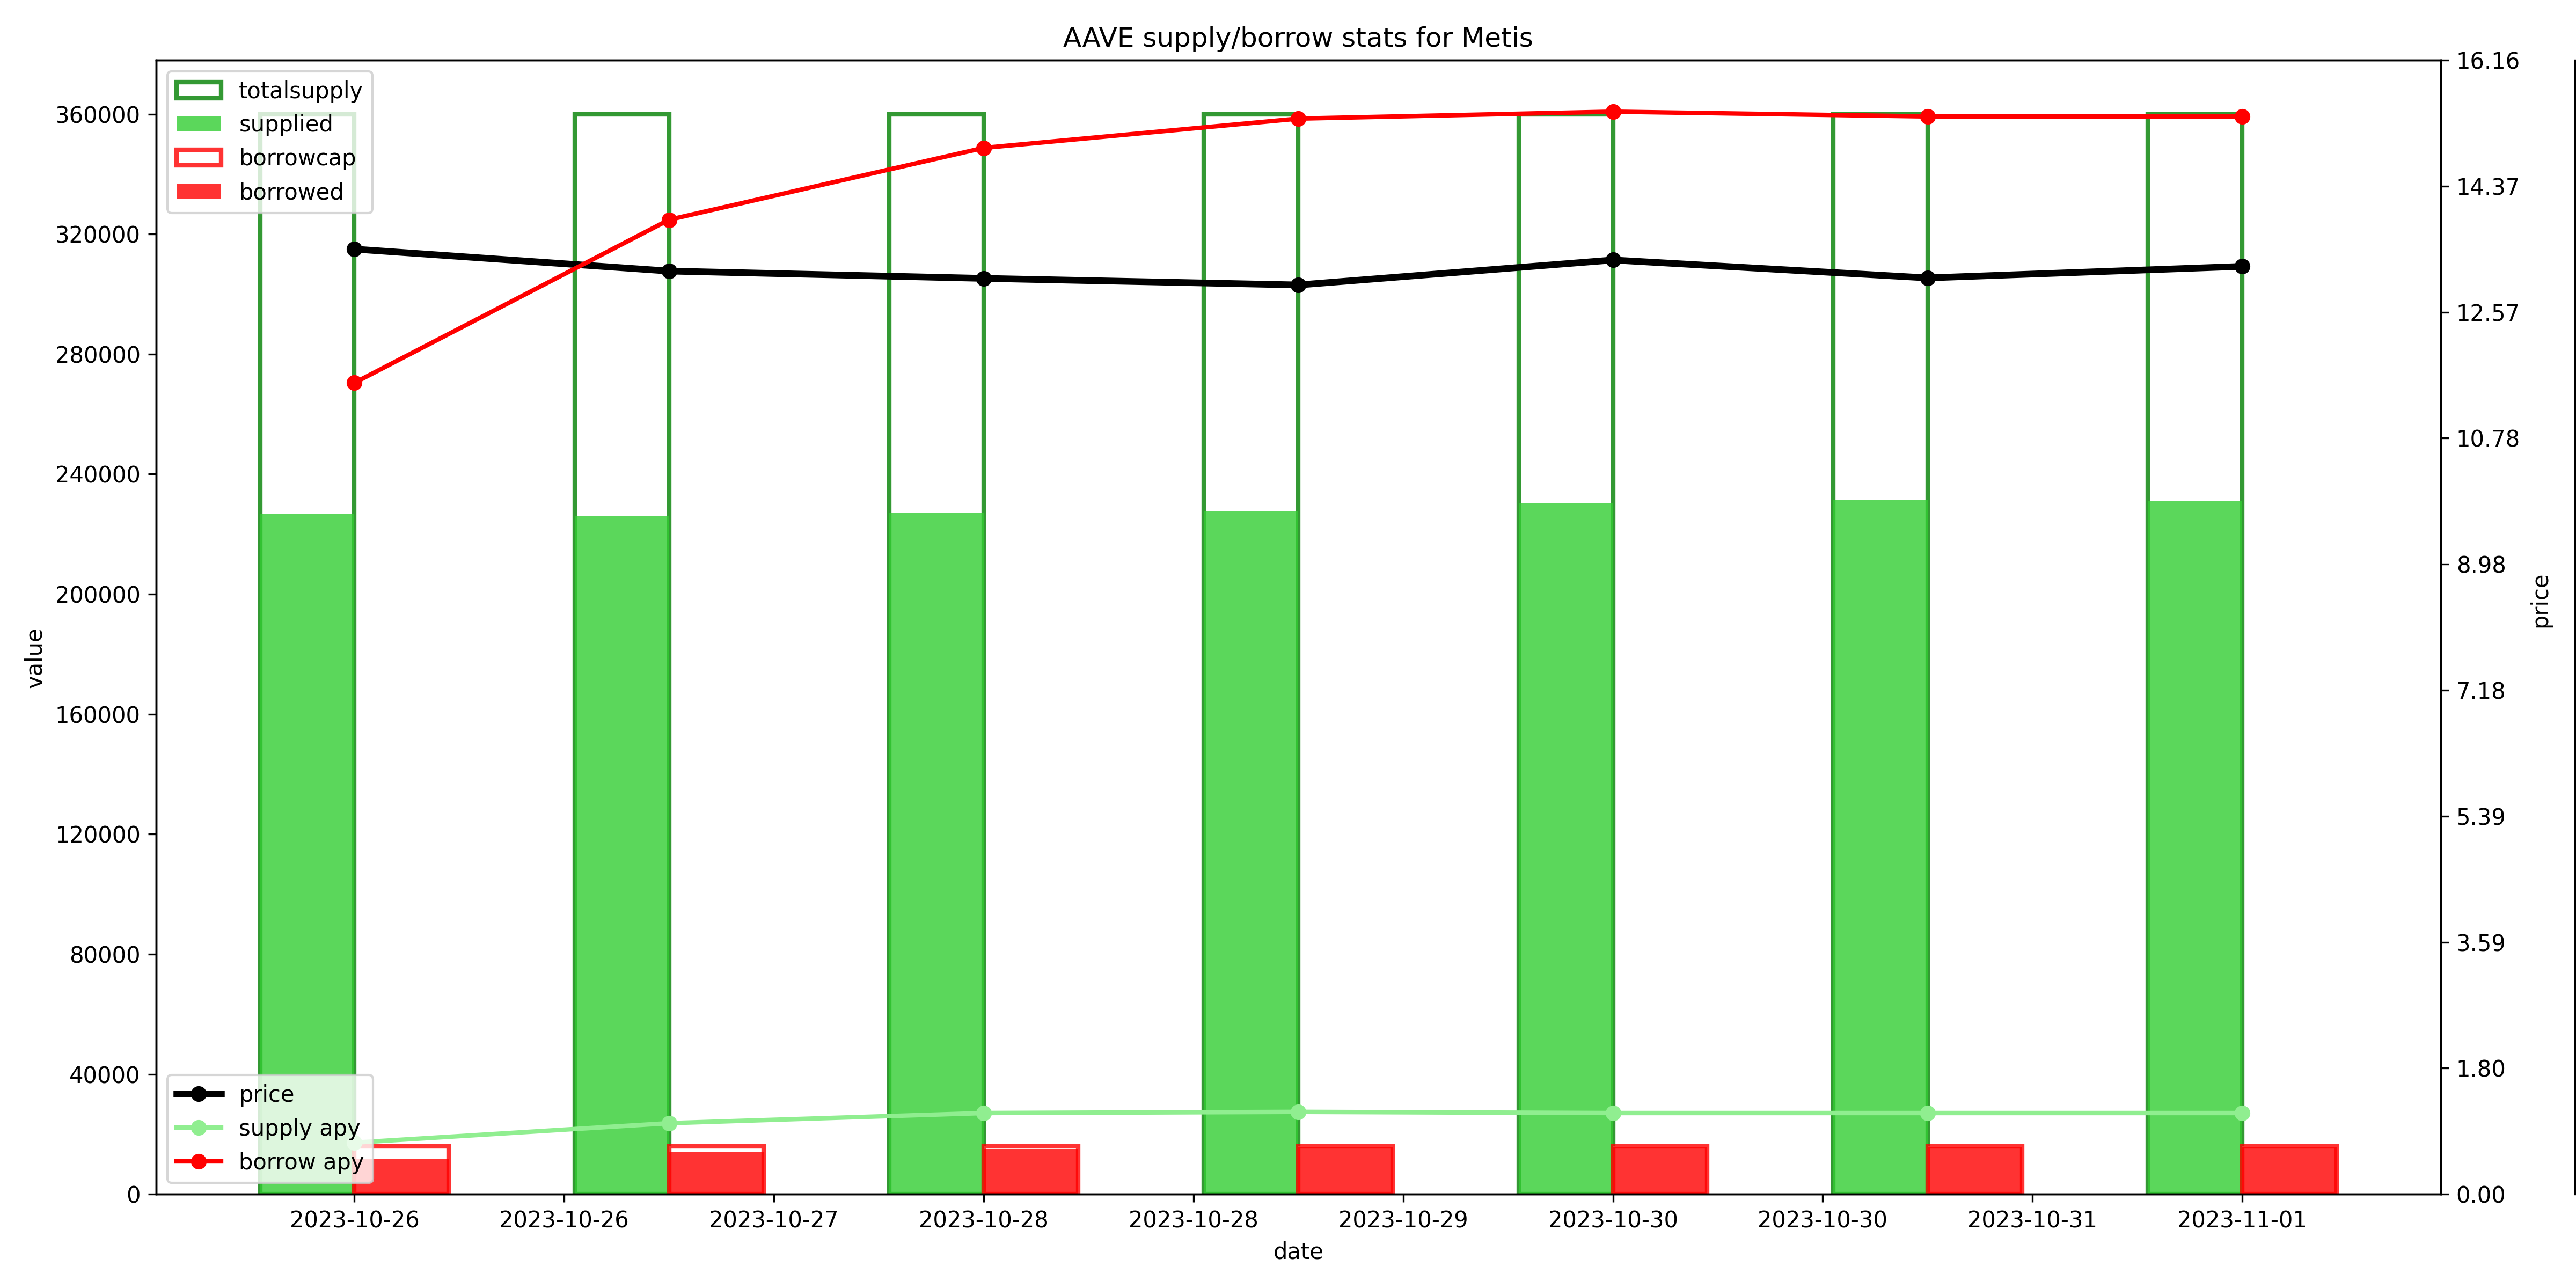 AAVE supply/borrow stats for Metis
totalsupply
supplied
borrowcap
borrowed
360000
320000
280000
240000
200000
160000
120000
80000
40000
0
value
16.16
14.37
12.57
10.78
8.98
7.18
5.39
3.59
1.80
0.00
price
price
supply apy
borrow apy
2023-10-26 2023-10-26 2023-10-27 2023-10-28 2023-10-28 2023-10-29 2023-10-30 2023-10-30 2023-10-31 2023-11-01
date